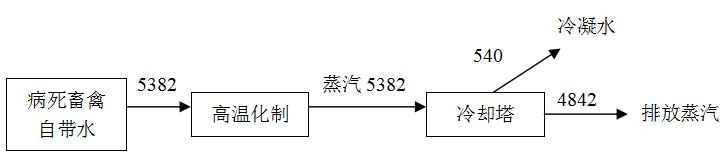 冷凝水
540
5382
蒸汽 5382
4842
病死畜禽
自带水
高温化制
冷却塔
排放蒸汽